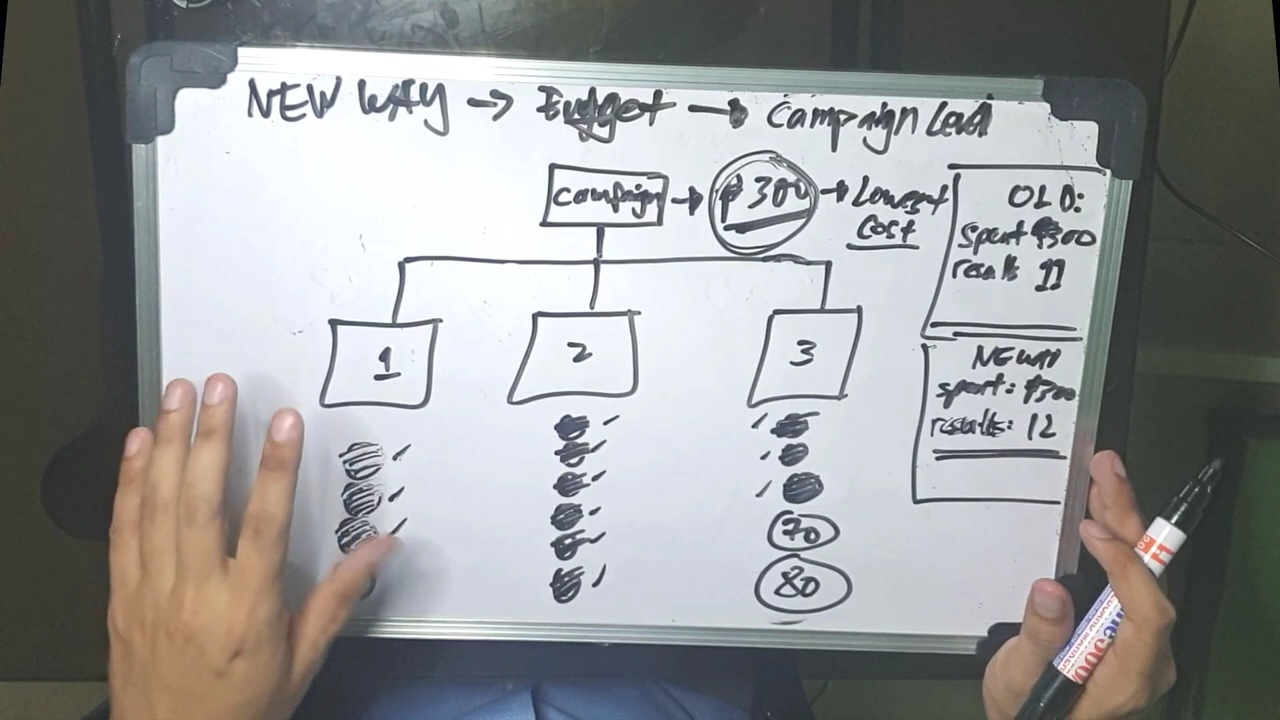 NEW WAY → Budget → Campaign Level
campaign → ₱300 → Lowest Cost
1
2
3
70
80
OLD:
spent ₱300
results 11
NEW
spent: ₱300
results: 12